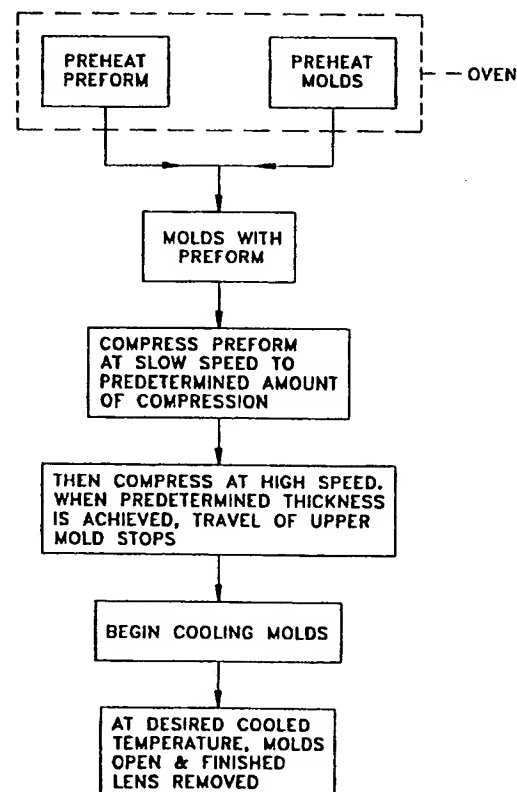 PREHEAT
PREFORM
PREHEAT
MOLDS
OVEN
MOLDS WITH
PREFORM
COMPRESS PREFORM
AT SLOW SPEED TO
PREDETERMINED AMOUNT
OF COMPRESSION
THEN COMPRESS AT HIGH SPEED.
WHEN PREDETERMINED THICKNESS
IS ACHIEVED, TRAVEL OF UPPER
MOLD STOPS
BEGIN COOLING MOLDS
AT DESIRED COOLED
TEMPERATURE, MOLDS
OPEN & FINISHED
LENS REMOVED